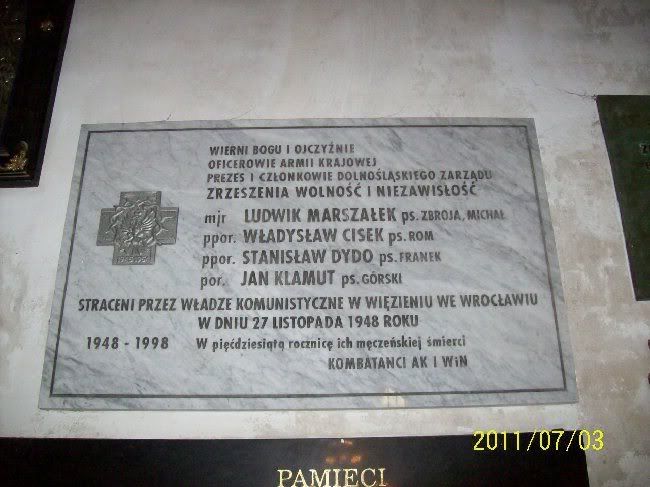 WIERNI BOGU I OJCZYŹNIE
OFICEROWIE ARMII KRAJOWEJ
PREZES I CZŁONKOWIE DOLNOŚLĄSKIEGO ZARZĄDU
ZRZESZENIA WOLNOŚĆ I NIEZAWISŁOŚĆ
mjr LUDWIK MARSZAŁEK ps. ZBROJA, MICHAŁ
ppor. WŁADYSŁAW CISEK ps. ROM
ppor. STANISŁAW DYDO ps. FRANEK
por. JAN KLAMUT ps. GÓRSKI
STRACENI PRZEZ WŁADZE KOMUNISTYCZNE W WIĘZIENIU WE WROCŁAWIU
W DNIU 27 LISTOPADA 1948 ROKU
1948 - 1998 W pięćdziesiątą rocznicę ich męczeńskiej śmierci
KOMBATANCI AK I WiN
2011/07/03
PAMIĘCI